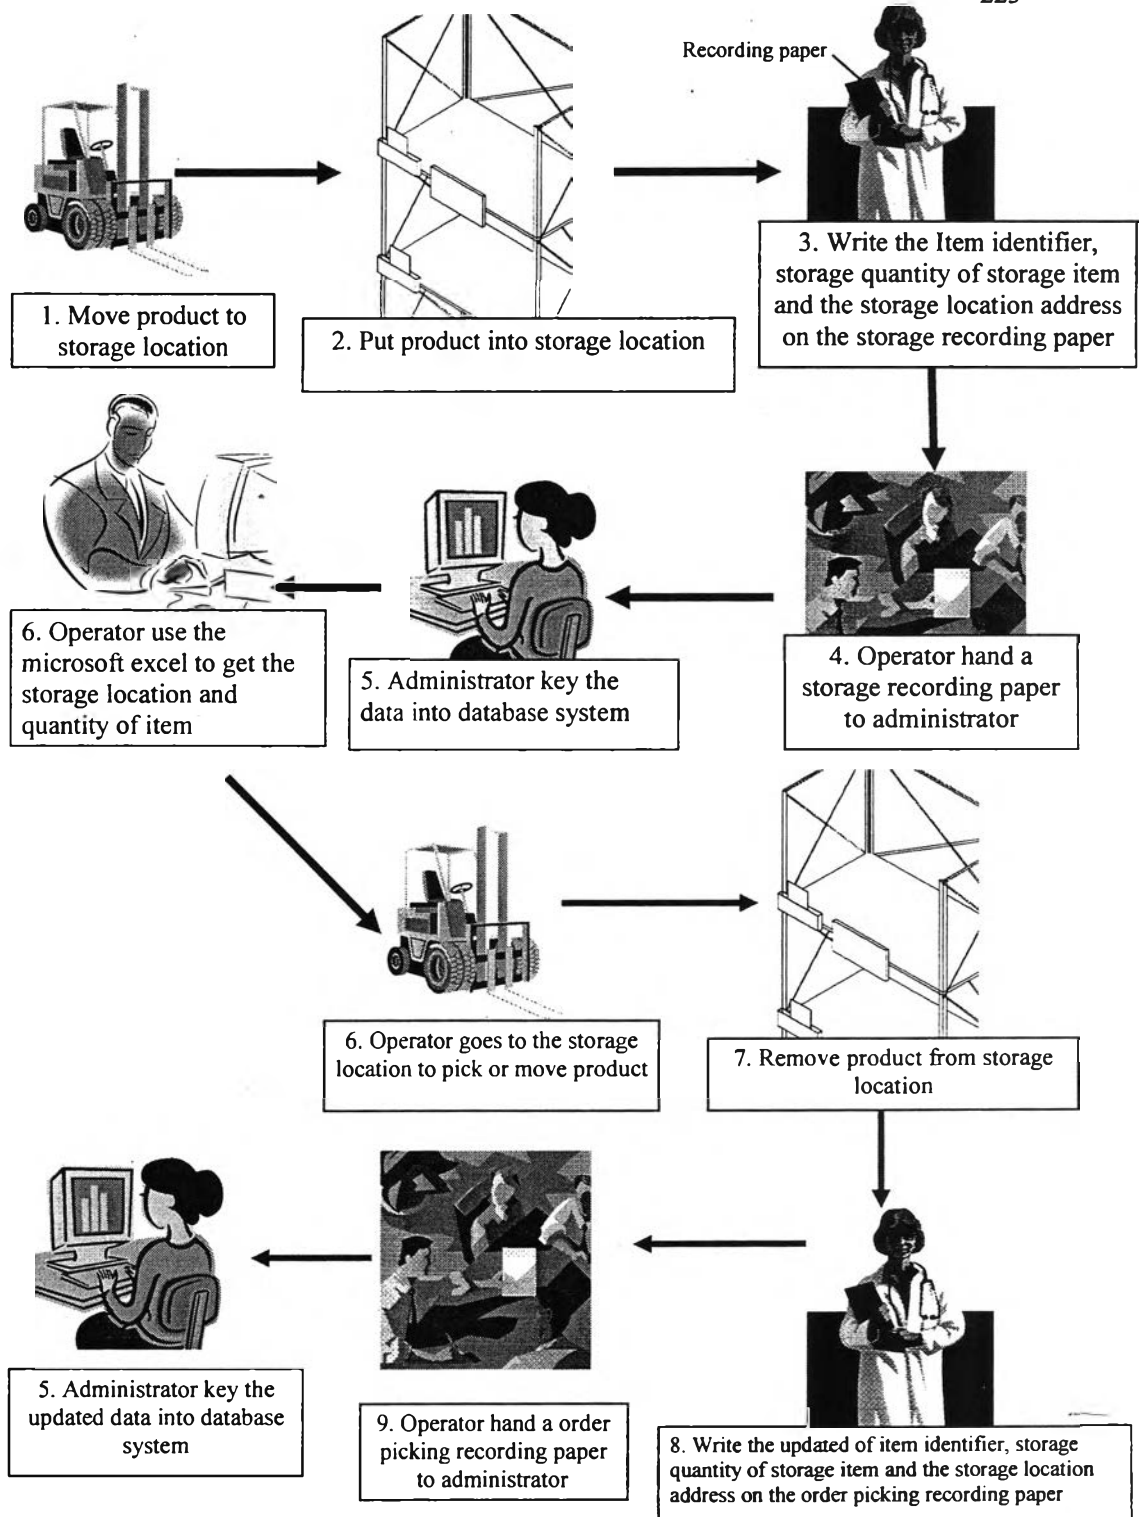 Recording paper
1. Move product to
storage location
2. Put product into storage location
3. Write the Item identifier,
storage quantity of storage item
and the storage location address
on the storage recording paper
4. Operator hand a
storage recording paper
to administrator
5. Administrator key the
data into database system
6. Operator use the
microsoft excel to get the
storage location and
quantity of item
6. Operator goes to the storage
location to pick or move product
7. Remove product from storage
location
8. Write the updated of item identifier, storage
quantity of storage item and the storage location
address on the order picking recording paper
9. Operator hand a order
picking recording paper
to administrator
5. Administrator key the
updated data into database
system